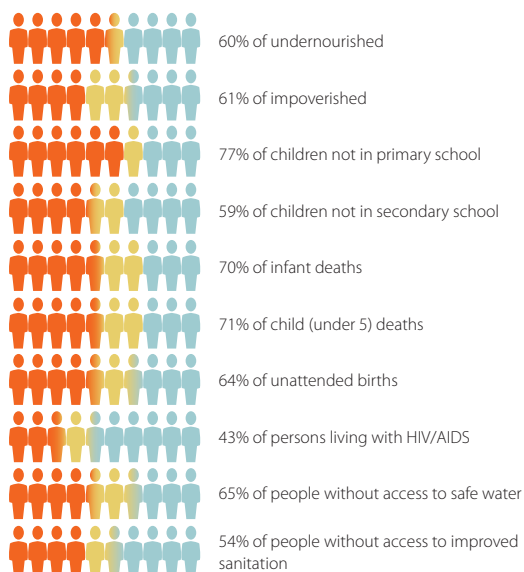 60% of undernourished
61% of impoverished
77% of children not in primary school
59% of children not in secondary school
70% of infant deaths
71% of child (under 5) deaths
64% of unattended births
43% of persons living with HIV/AIDS
65% of people without access to safe water
54% of people without access to improved
sanitation